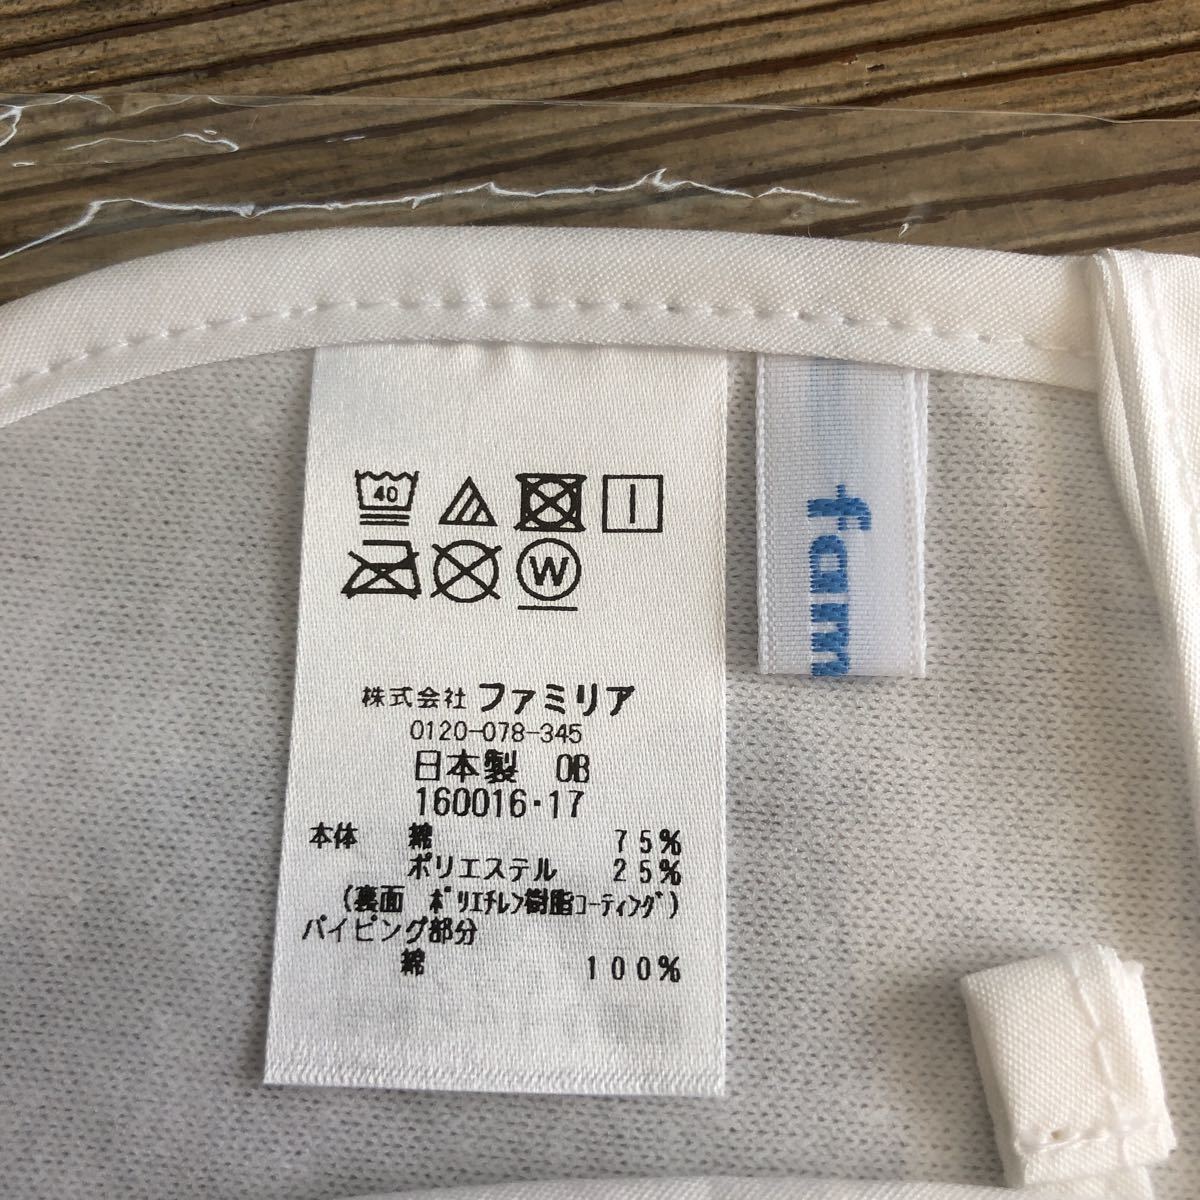 40
W
株式会社 ファミリア
0120-078-345
日本製 0B
160016・17
本体 綿 75%
ポリエステル 25%
(裏面 ﾎﾟﾘｴﾁﾚﾝ樹脂ｺｰﾃｨﾝｸﾞ)
パイピング部分
綿 100%
fam